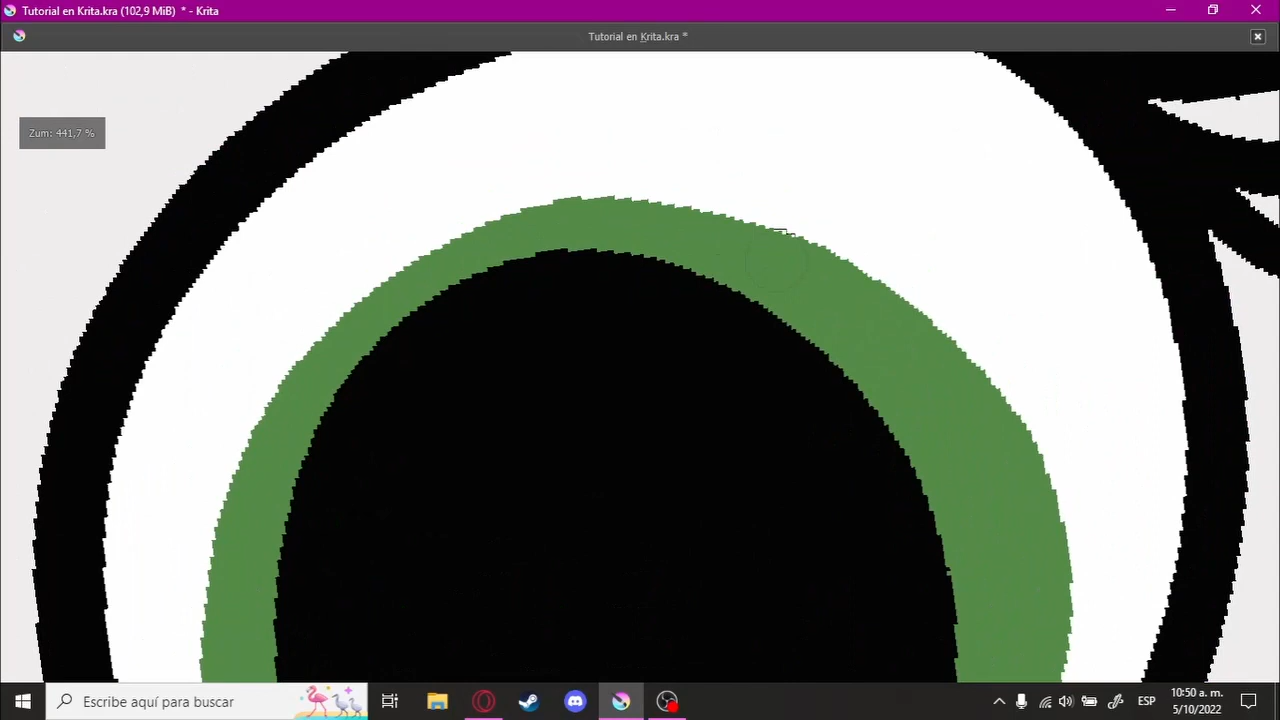 Tutorial en Krita.kra (102,9 MiB) * - Krita
Tutorial en Krita.kra *
Zum: 441,7 %
Escribe aquí para buscar
ESP
10:50 a. m.
5/10/2022